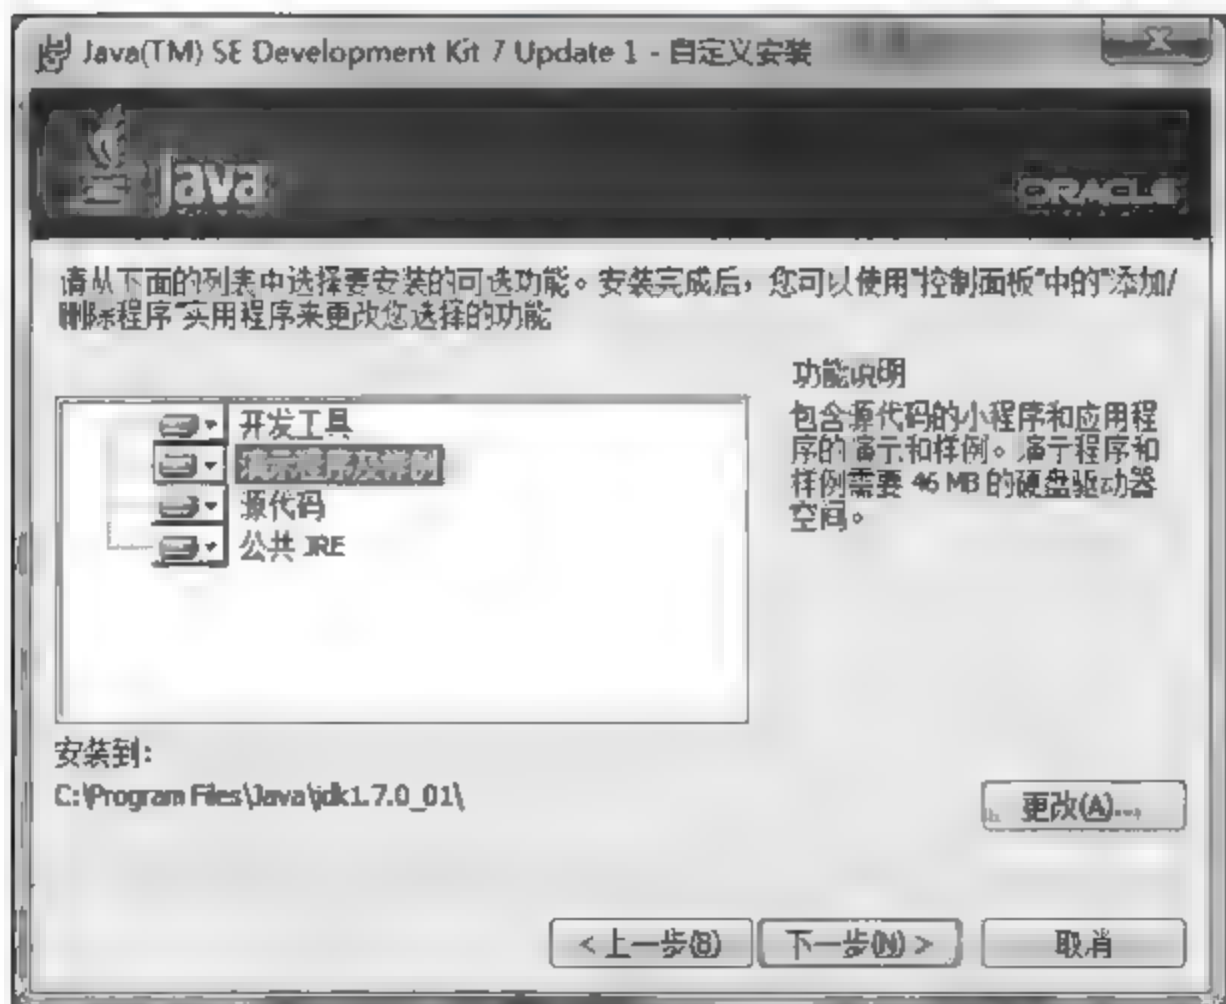 Java(TM) SE Development Kit 7 Update 1 - 自定义安装
Java
ORACLE
请从下面的列表中选择要安装的可选功能。安装完成后，您可以使用"控制面板"中的"添加/
删除程序"实用程序来更改您选择的功能
功能说明
包含源代码的小程序和应用程
序的演示和样例。演示程序和
样例需要 46 MB 的硬盘驱动器
空间。
开发工具
演示程序及样例
源代码
公共 JRE
安装到：
C:\Program Files\Java\jdk1.7.0_01\
更改(A)...
< 上一步(B)
下一步(N) >
取消